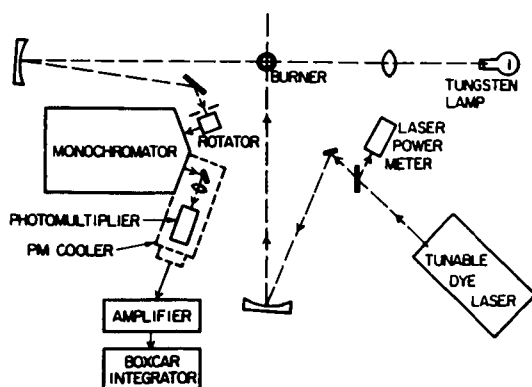 BURNER
TUNGSTEN
LAMP
LASER
POWER
METER
ROTATOR
MONOCHROMATOR
PHOTOMULTIPLIER
PM COOLER
TUNABLE
DYE
LASER
AMPLIFIER
BOXCAR
INTEGRATOR